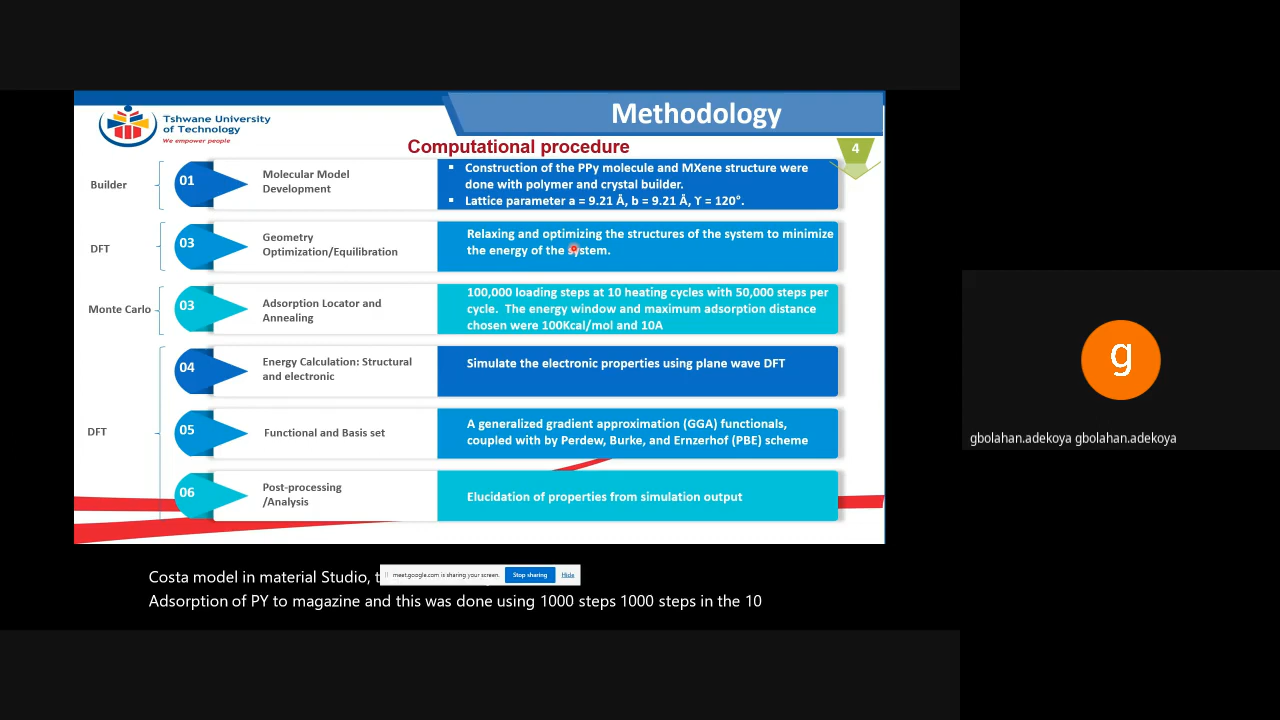 Methodology
Tshwane University
of Technology
We empower people
Computational procedure
4
Builder
01
Molecular Model
Development
▪ Construction of the PPy molecule and MXene structure were
done with polymer and crystal builder.
▪ Lattice parameter a = 9.21 Å, b = 9.21 Å, ϒ = 120°.
DFT
03
Geometry
Optimization/Equilibration
Relaxing and optimizing the structures of the system to minimize
the energy of the system.
Monte Carlo
03
Adsorption Locator and
Annealing
100,000 loading steps at 10 heating cycles with 50,000 steps per
cycle. The energy window and maximum adsorption distance
chosen were 100Kcal/mol and 10A
04
Energy Calculation: Structural
and electronic
Simulate the electronic properties using plane wave DFT
DFT
05
Functional and Basis set
A generalized gradient approximation (GGA) functionals,
coupled with by Perdew, Burke, and Ernzerhof (PBE) scheme
06
Post-processing
/Analysis
Elucidation of properties from simulation output
g
gbolahan.adekoya gbolahan.adekoya
Costa model in material Studio,
meet.google.com is sharing your screen. Stop sharing Hide
Adsorption of PY to magazine and this was done using 1000 steps 1000 steps in the 10